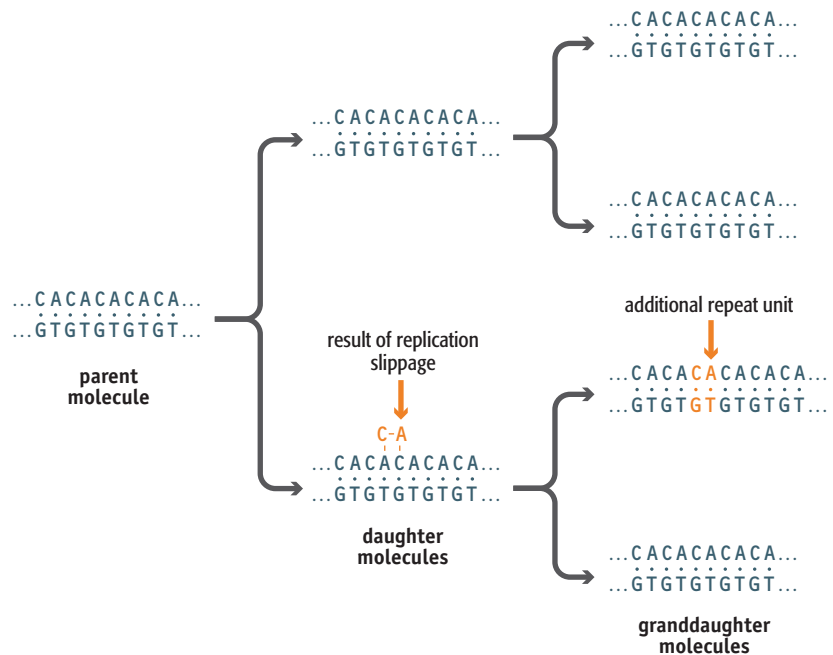 ...CACACACACA...
...GTGTGTGTGT...
parent
molecule
...CACACACACA...
...GTGTGTGTGT...
result of replication
slippage
C-A
...CACACACACA...
...GTGTGTGTGT...
daughter
molecules
...CACACACACA...
...GTGTGTGTGT...
...CACACACACA...
...GTGTGTGTGT...
additional repeat unit
...CACACACACACA...
...GTGTGTGTGTGT...
...CACACACACA...
...GTGTGTGTGT...
granddaughter
molecules